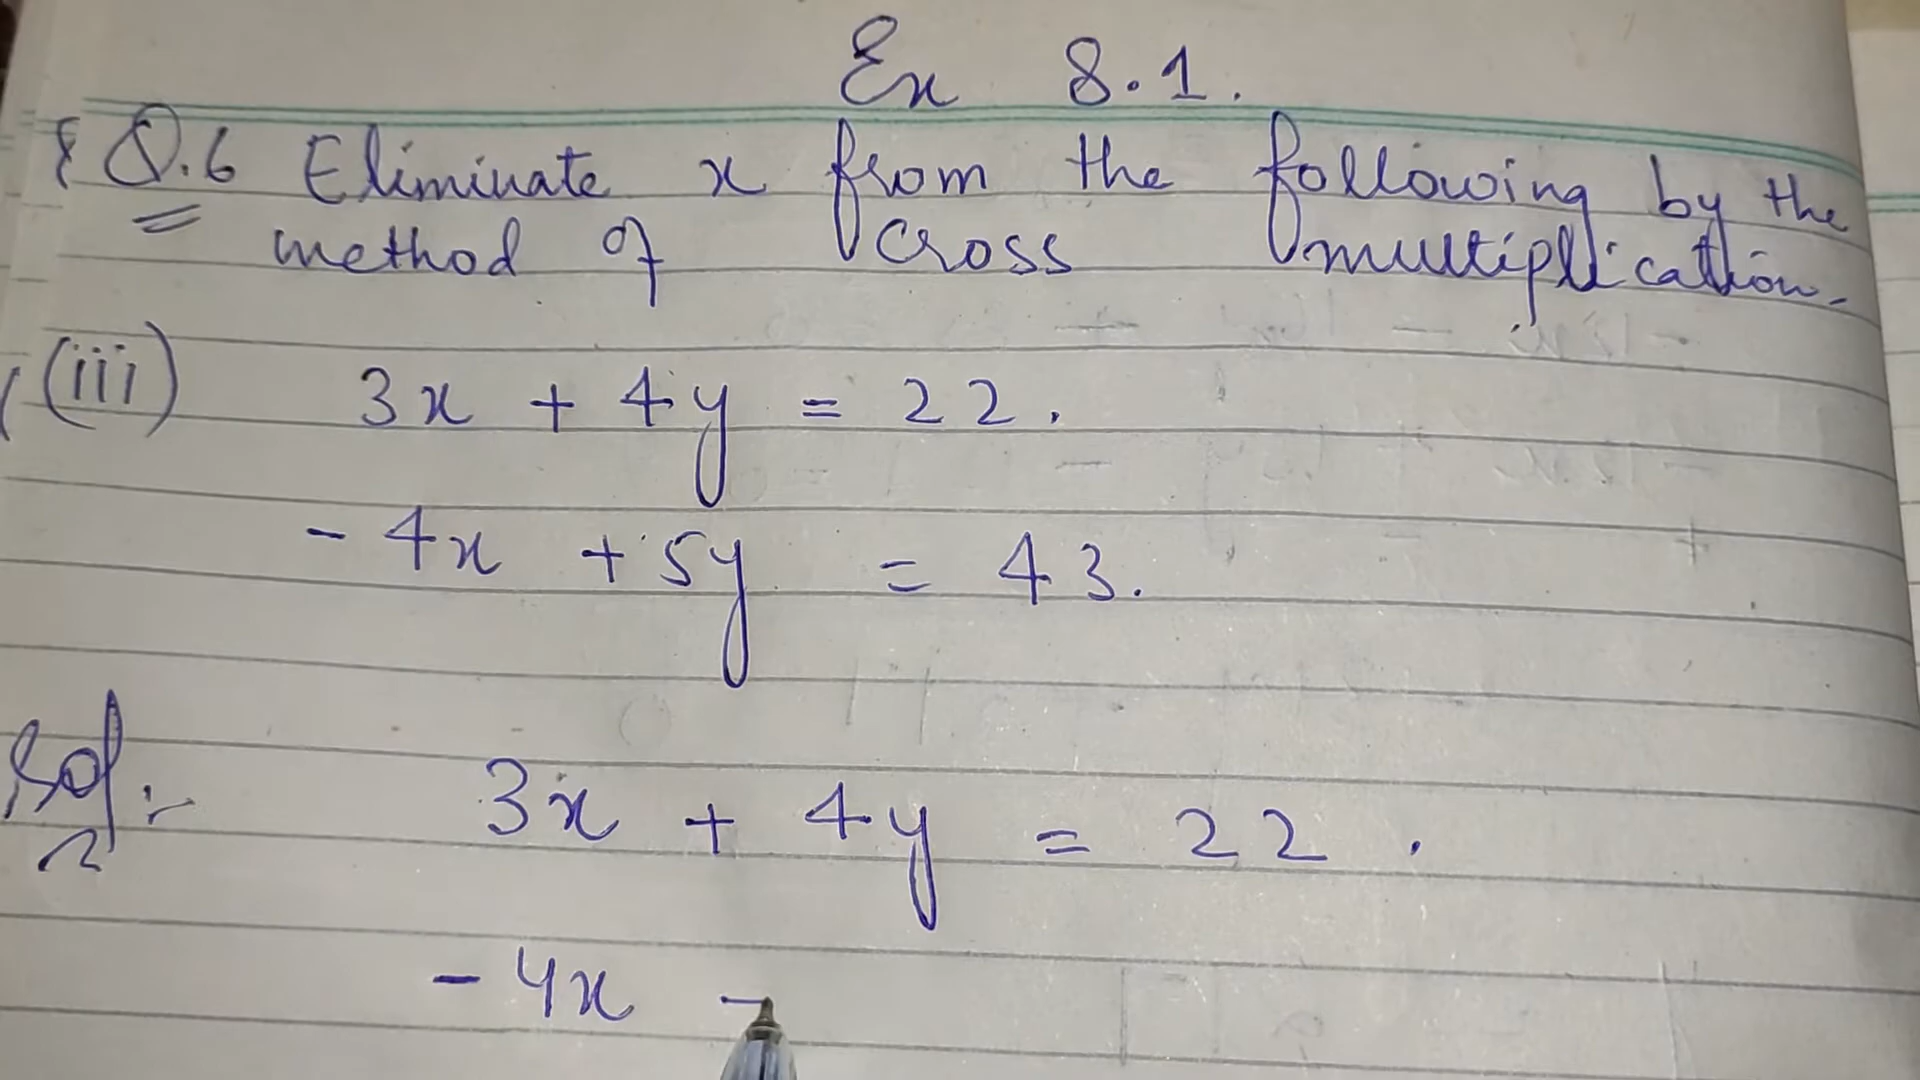 Ex 8.1.
Q.6 Eliminate x from the following by the
method of cross multiplication.
(iii) 3x + 4y = 22.
- 4x + 5y = 43.
Sol:- 3x + 4y = 22.
- 4x -